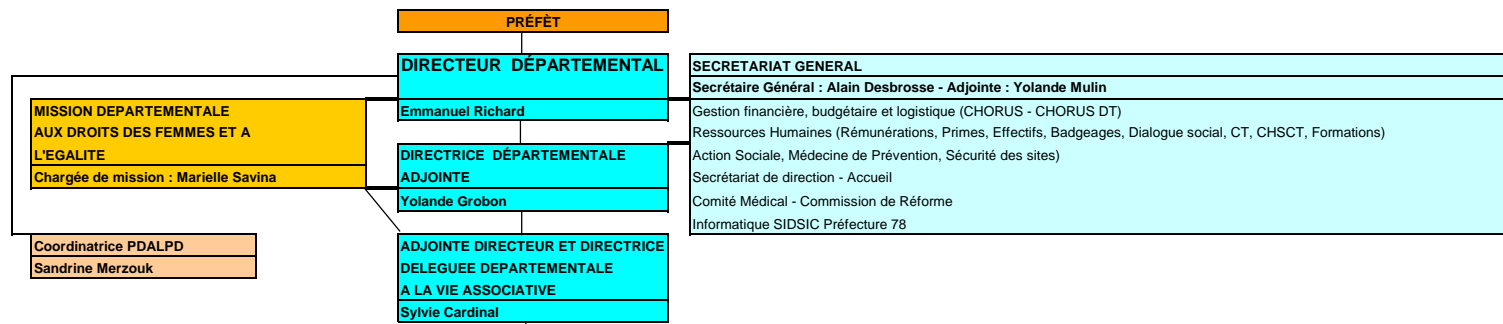 PRÉFÈT
DIRECTEUR DÉPARTEMENTAL
Emmanuel Richard
SECRETARIAT GENERAL
Secrétaire Général : Alain Desbrosse - Adjointe : Yolande Mulin
Gestion financière, budgétaire et logistique (CHORUS - CHORUS DT)
Ressources Humaines (Rémunérations, Primes, Effectifs, Badgeages, Dialogue social, CT, CHSCT, Formations)
Action Sociale, Médecine de Prévention, Sécurité des sites)
Secrétariat de direction - Accueil
Comité Médical - Commission de Réforme
Informatique SIDSIC Préfecture 78
MISSION DEPARTEMENTALE
AUX DROITS DES FEMMES ET A
L'EGALITE
Chargée de mission : Marielle Savina
DIRECTRICE DÉPARTEMENTALE
ADJOINTE
Yolande Grobon
Coordinatrice PDALPD
Sandrine Merzouk
ADJOINTE DIRECTEUR ET DIRECTRICE
DELEGUEE DEPARTEMENTALE
A LA VIE ASSOCIATIVE
Sylvie Cardinal